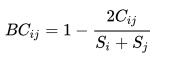 BC_{ij} = 1 - \frac{2C_{ij}}{S_i + S_j}